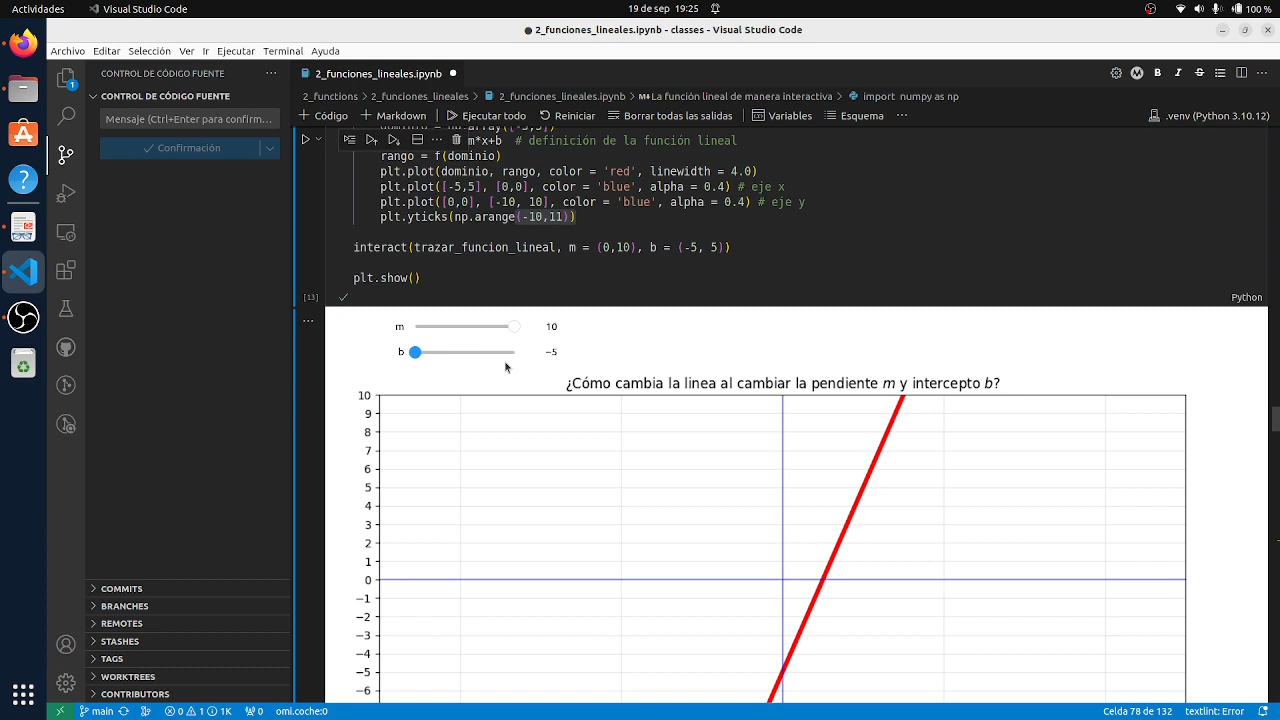 Actividades
Visual Studio Code
19 de sep 19:25
100 %
2_funciones_lineales.ipynb - classes - Visual Studio Code
Archivo Editar Selección Ver Ir Ejecutar Terminal Ayuda
CONTROL DE CÓDIGO FUENTE
2_funciones_lineales.ipynb
CONTROL DE CÓDIGO FUENTE
2_functions > 2_funciones_lineales > 2_funciones_lineales.ipynb > La función lineal de manera interactiva > import numpy as np
Mensaje (Ctrl+Enter para confirm...
+ Código + Markdown Ejecutar todo Reiniciar Borrar todas las salidas Variables Esquema ... .venv (Python 3.10.12)
Confirmación
m*x+b # definición de la función lineal
rango = f(dominio)
plt.plot(dominio, rango, color = 'red', linewidth = 4.0)
plt.plot([-5,5], [0,0], color = 'blue', alpha = 0.4) # eje x
plt.plot([0,0], [-10, 10], color = 'blue', alpha = 0.4) # eje y
plt.yticks(np.arange(-10,11))
interact(trazar_funcion_lineal, m = (0,10), b = (-5, 5))
plt.show()
[13]
Python
m 10
b −5
¿Cómo cambia la linea al cambiar la pendiente m y intercepto b?
10
9
8
7
6
5
4
3
2
1
0
−1
−2
−3
−4
−5
−6
COMMITS
BRANCHES
REMOTES
STASHES
TAGS
WORKTREES
CONTRIBUTORS
main 0 1 1K 0 omi.coche:0 Celda 78 de 132 textlint: Error